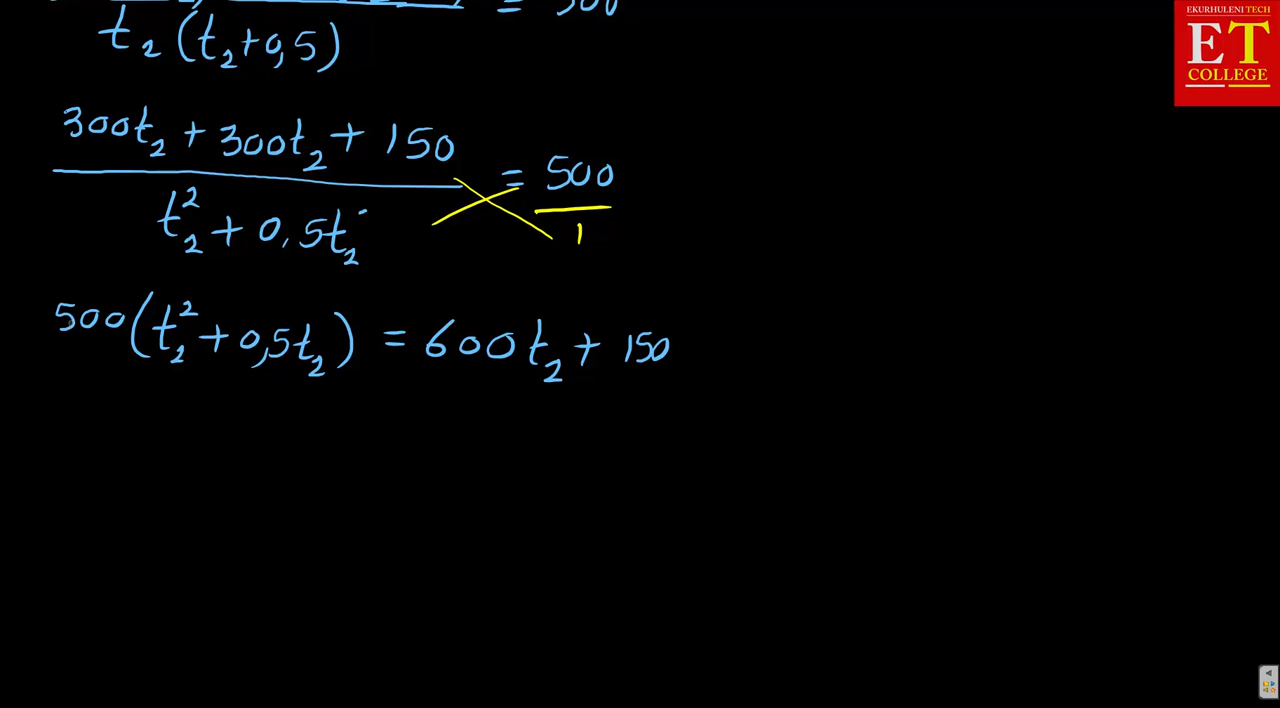 = 500
t₂ (t₂+0,5)
300t₂ + 300t₂ + 150
= 500
t₂² + 0,5t₂
1
500(t₂² + 0,5t₂) = 600t₂ + 150
EKURHULENI TECH
ET
COLLEGE